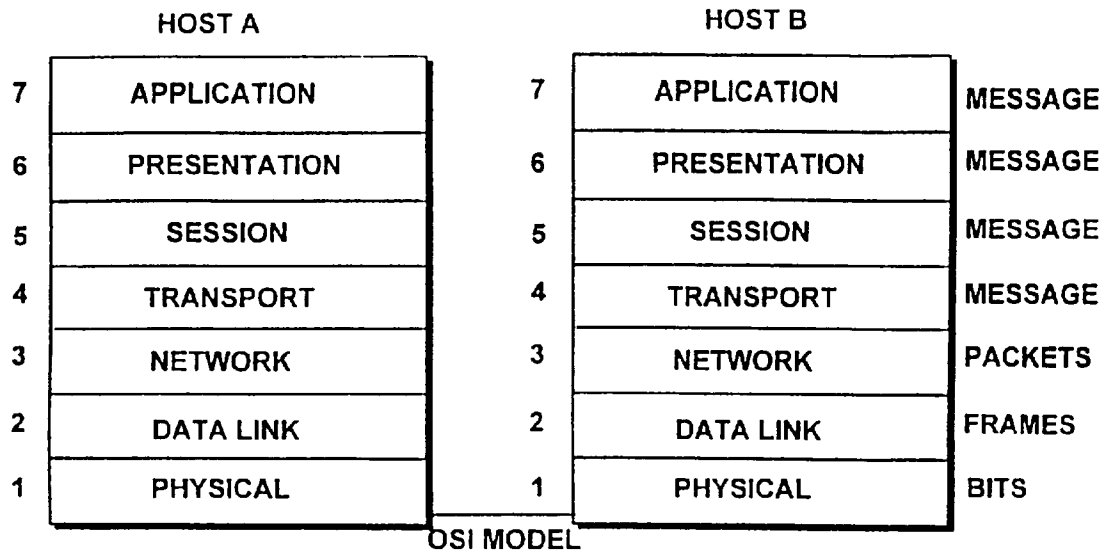 HOST A HOST B
7 APPLICATION 7 APPLICATION MESSAGE
6 PRESENTATION 6 PRESENTATION MESSAGE
5 SESSION 5 SESSION MESSAGE
4 TRANSPORT 4 TRANSPORT MESSAGE
3 NETWORK 3 NETWORK PACKETS
2 DATA LINK 2 DATA LINK FRAMES
1 PHYSICAL 1 PHYSICAL BITS
OSI MODEL